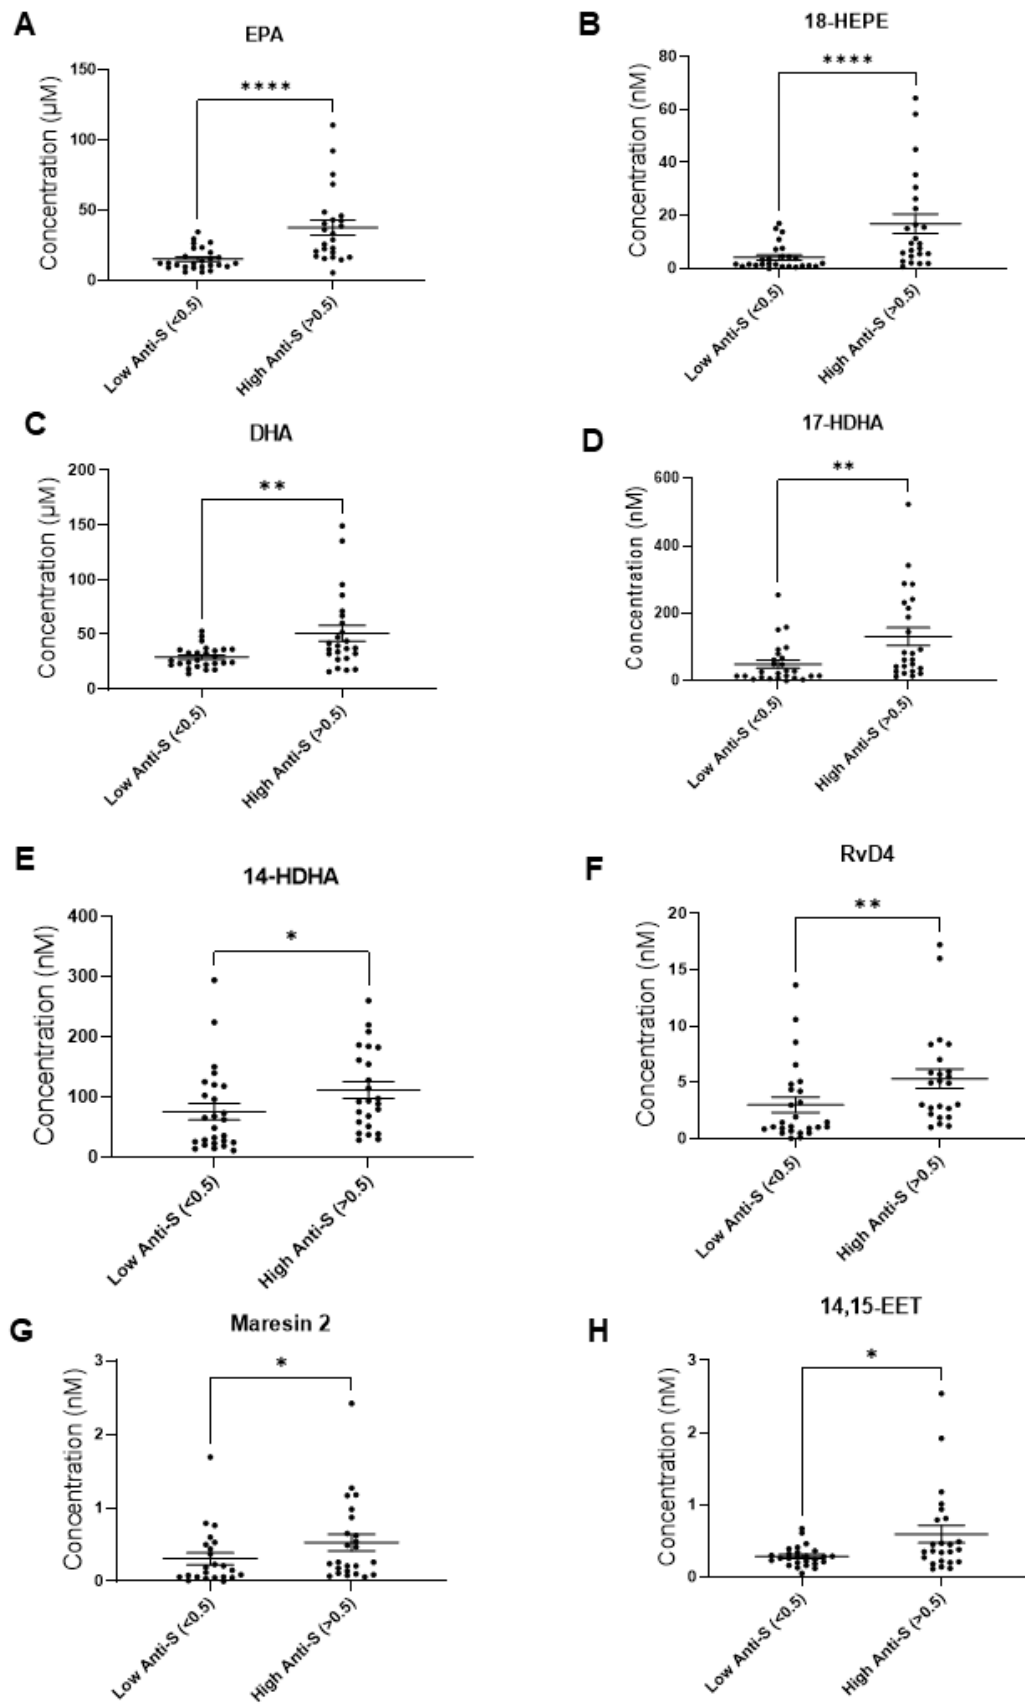 A
EPA
Concentration (µM)
150
100
50
0
****
Low Anti-S (<0.5)
High Anti-S (>0.5)
B
18-HEPE
Concentration (nM)
80
60
40
20
0
****
Low Anti-S (<0.5)
High Anti-S (>0.5)
C
DHA
Concentration (µM)
200
150
100
50
0
**
Low Anti-S (<0.5)
High Anti-S (>0.5)
D
17-HDHA
Concentration (nM)
600
400
200
0
**
Low Anti-S (<0.5)
High Anti-S (>0.5)
E
14-HDHA
Concentration (nM)
400
300
200
100
0
*
Low Anti-S (<0.5)
High Anti-S (>0.5)
F
RvD4
Concentration (nM)
20
15
10
5
0
**
Low Anti-S (<0.5)
High Anti-S (>0.5)
G
Maresin 2
Concentration (nM)
3
2
1
0
*
Low Anti-S (<0.5)
High Anti-S (>0.5)
H
14,15-EET
Concentration (nM)
3
2
1
0
*
Low Anti-S (<0.5)
High Anti-S (>0.5)